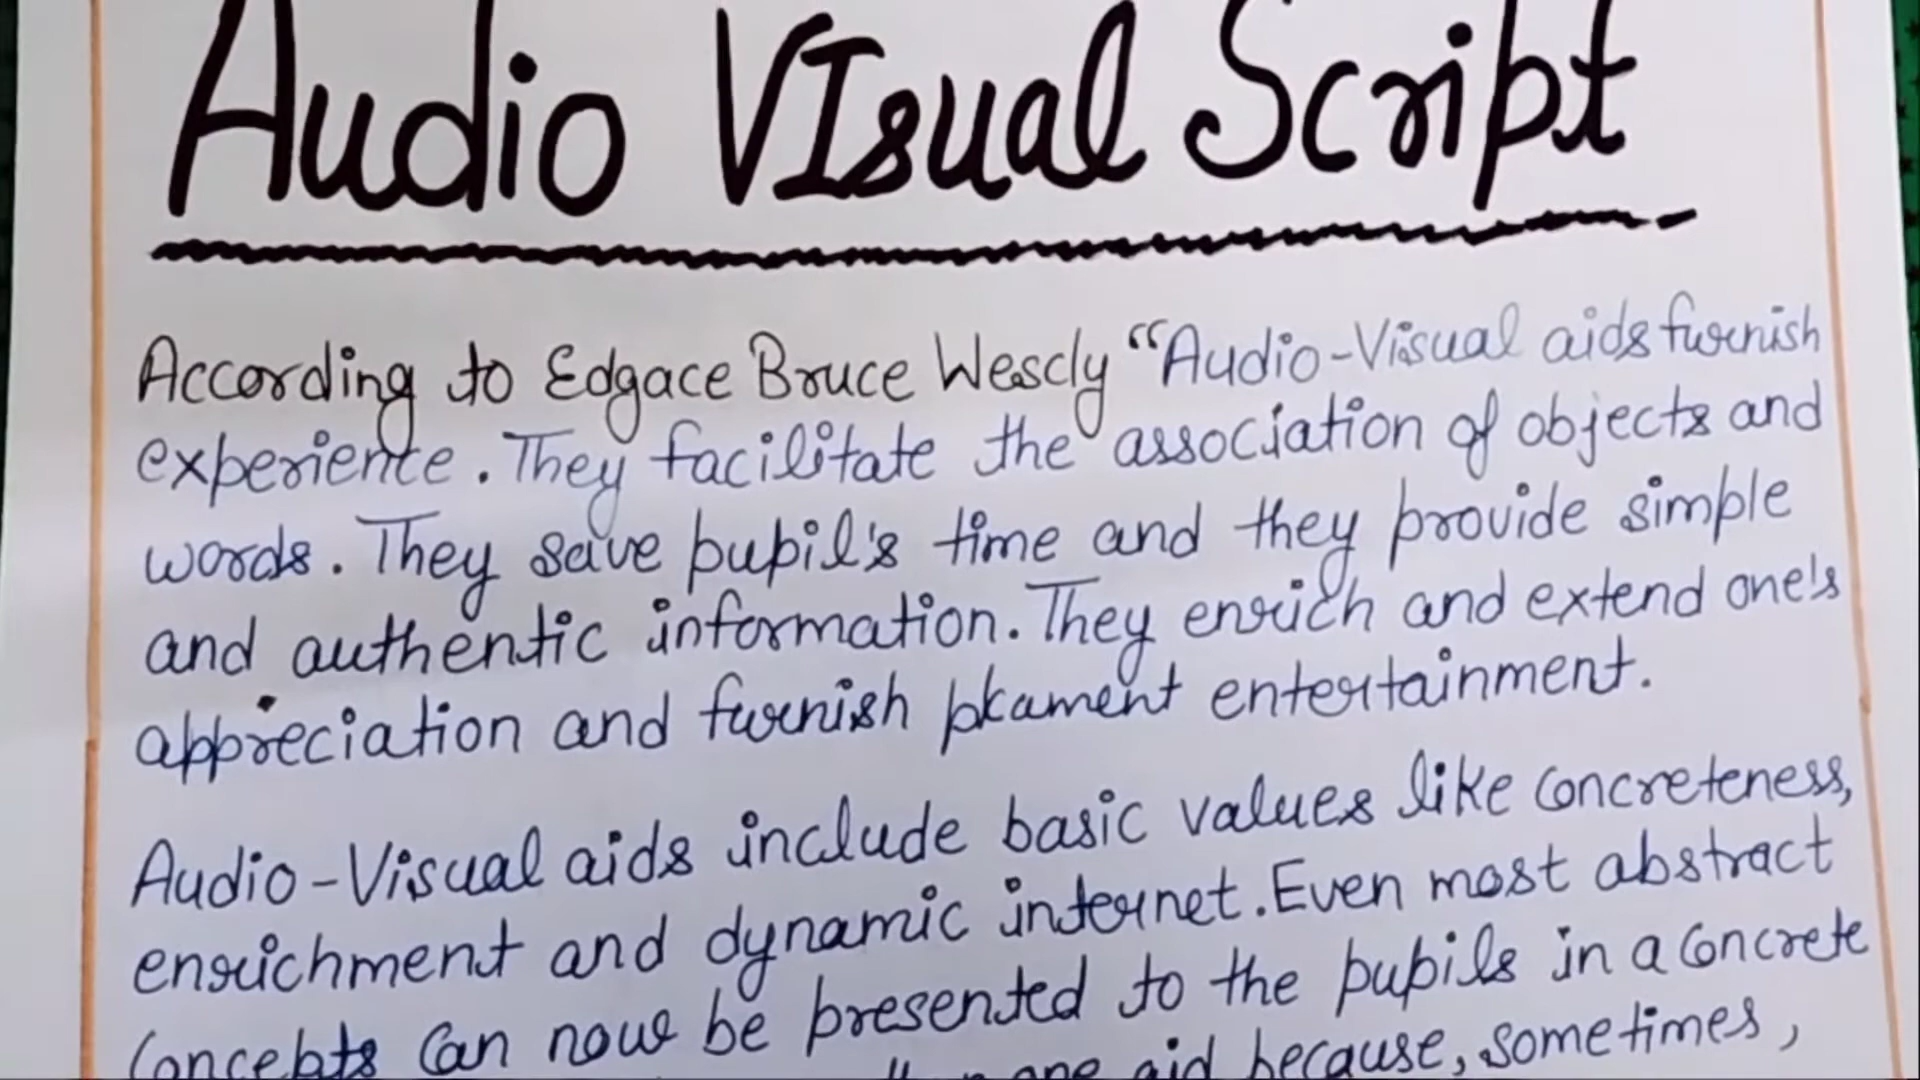 Audio VIsual Script
According to Edgace Bruce Wescly "Audio-Visual aids furnish
experience. They facilitate the association of objects and
words. They save pupil's time and they provide simple
and authentic information. They enrich and extend one's
appreciation and furnish pkament entertainment.
Audio-Visual aids include basic values like Concreteness,
enrichment and dynamic internet. Even most abstract
Concepts Can now be presented to the pupils in a Concrete
one aid because, sometimes,